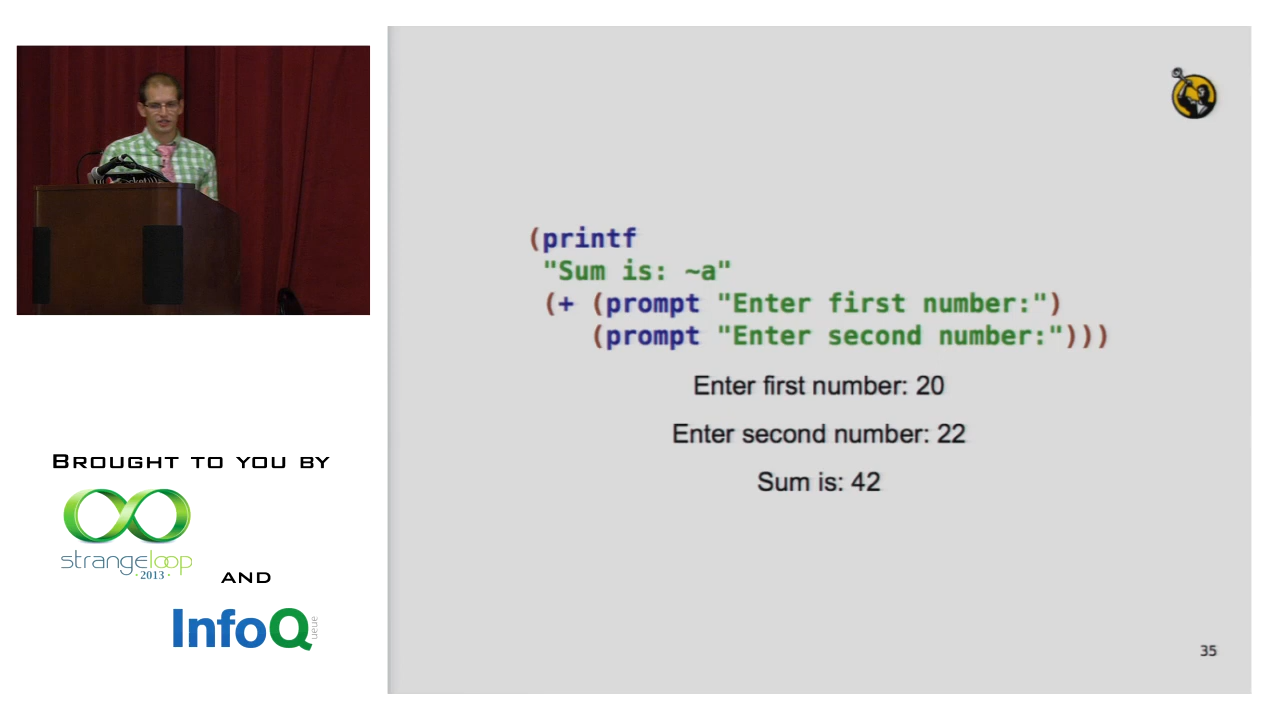 (printf
"Sum is: ~a"
(+ (prompt "Enter first number:")
(prompt "Enter second number:")))
Enter first number: 20
Enter second number: 22
Sum is: 42
35
BROUGHT TO YOU BY
strangeloop
· 2013 ·
AND
InfoQ
ueue